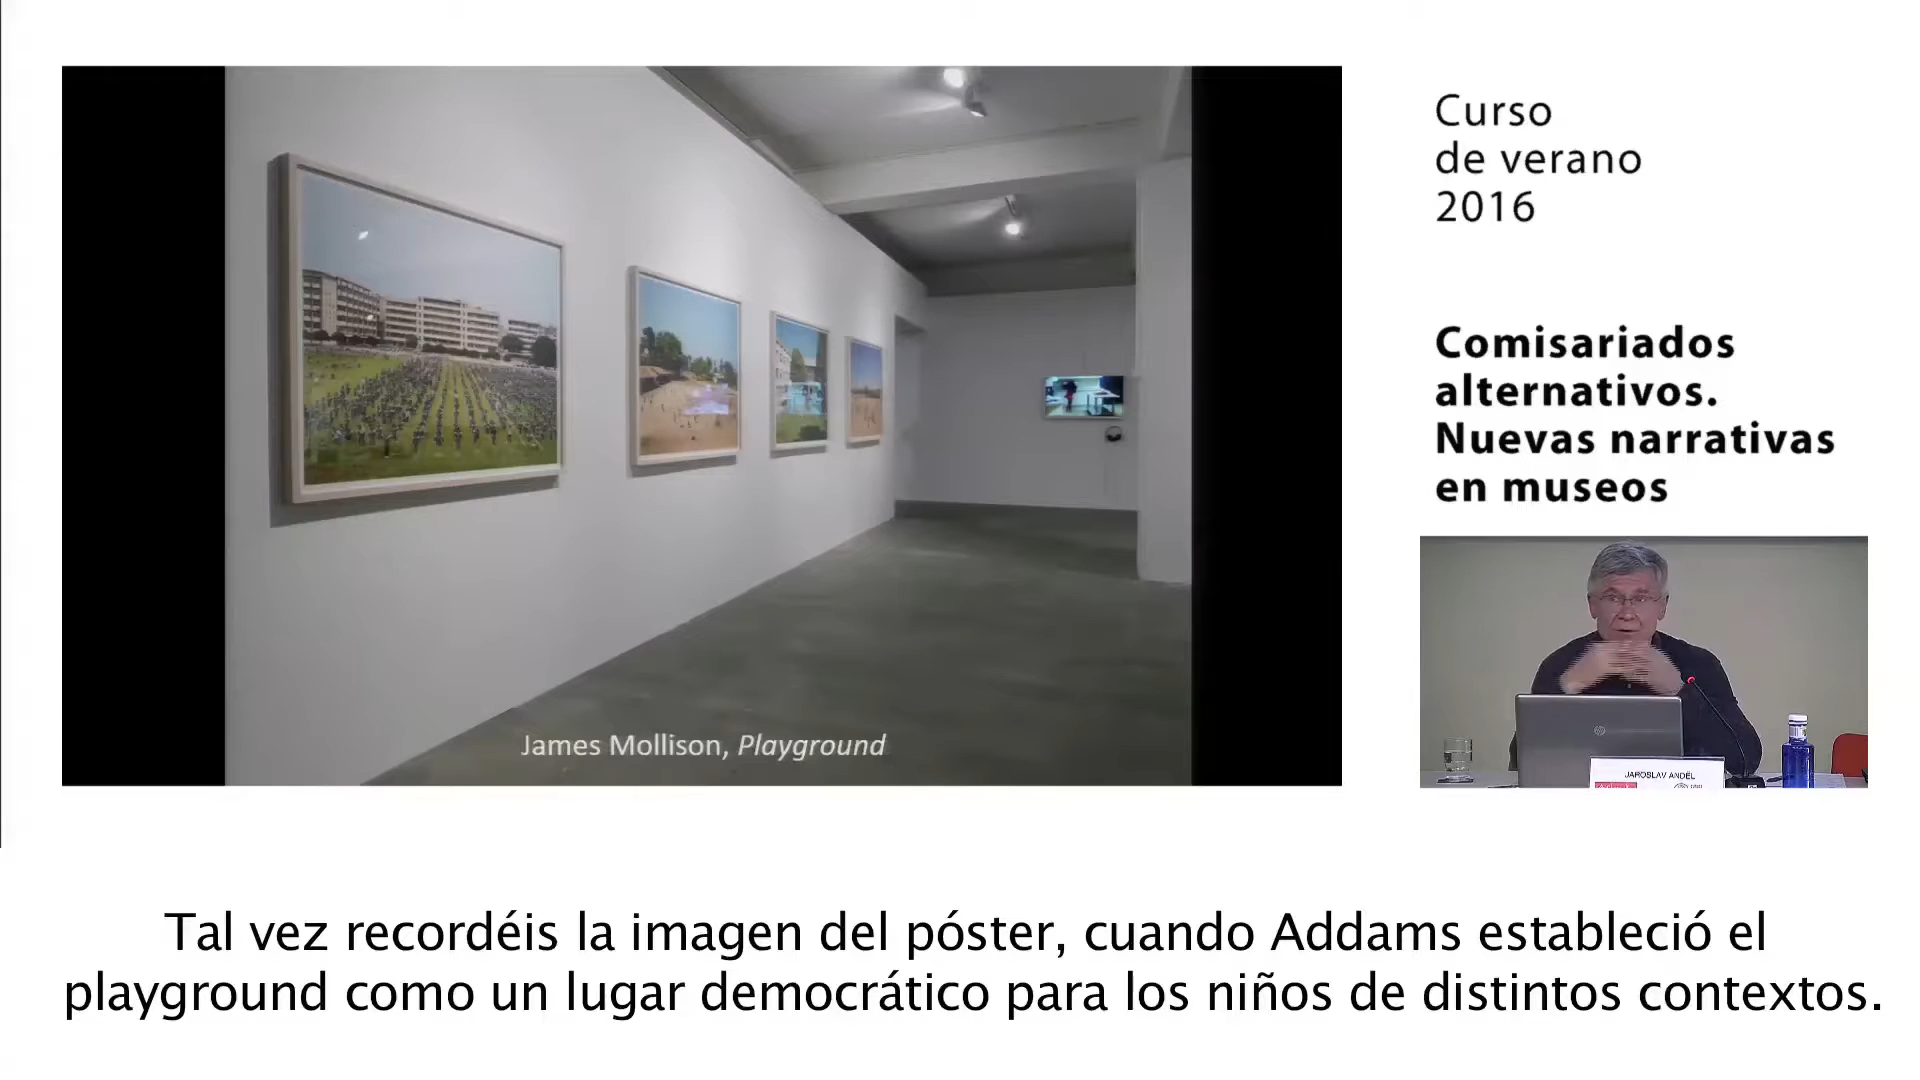 Curso
de verano
2016
Comisariados
alternativos.
Nuevas narrativas
en museos
James Mollison, Playground
hp
JAROSLAV ANDĚL
Tal vez recordéis la imagen del póster, cuando Addams estableció el
playground como un lugar democrático para los niños de distintos contextos.